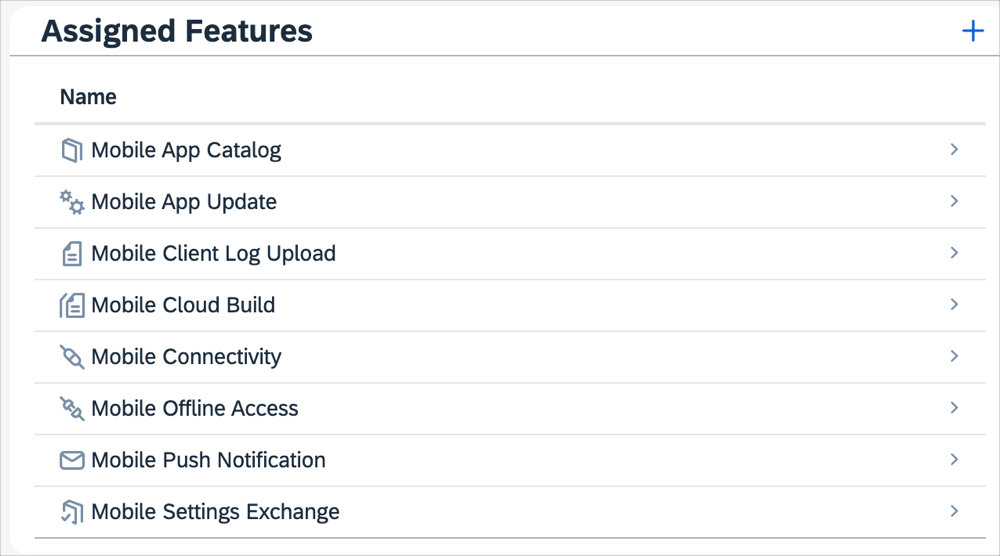 Assigned Features
Name
Mobile App Catalog
Mobile App Update
Mobile Client Log Upload
Mobile Cloud Build
Mobile Connectivity
Mobile Offline Access
Mobile Push Notification
Mobile Settings Exchange